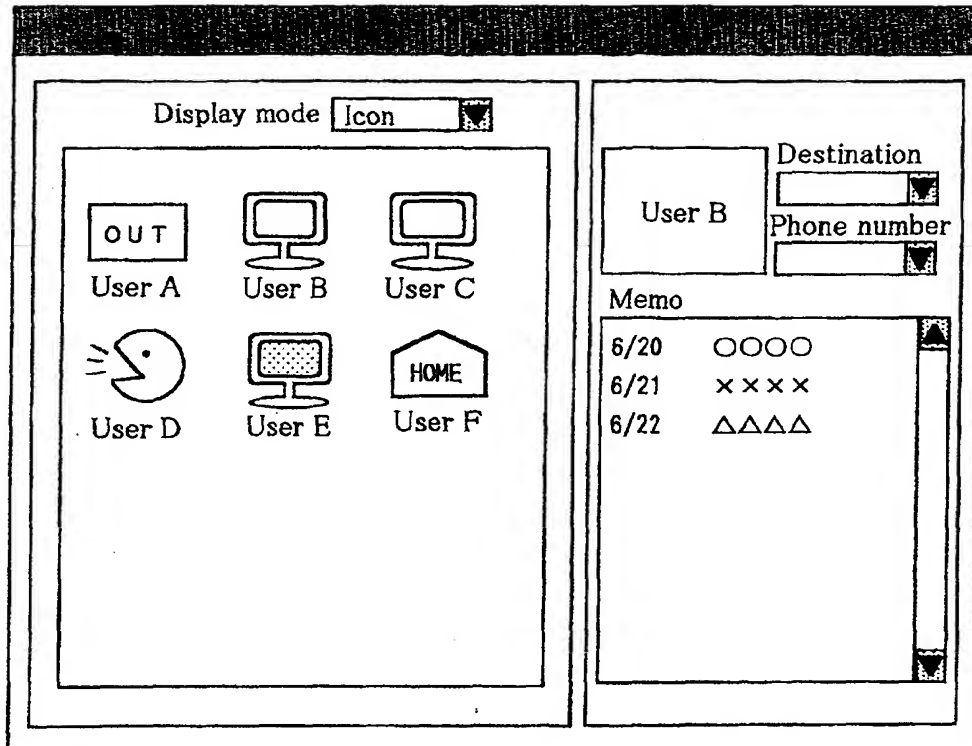 Display mode Icon
OUT
User A User B User C
HOME
User D User E User F
User B
Destination
Phone number
Memo
6/20 ○○○○
6/21 ××××
6/22 △△△△